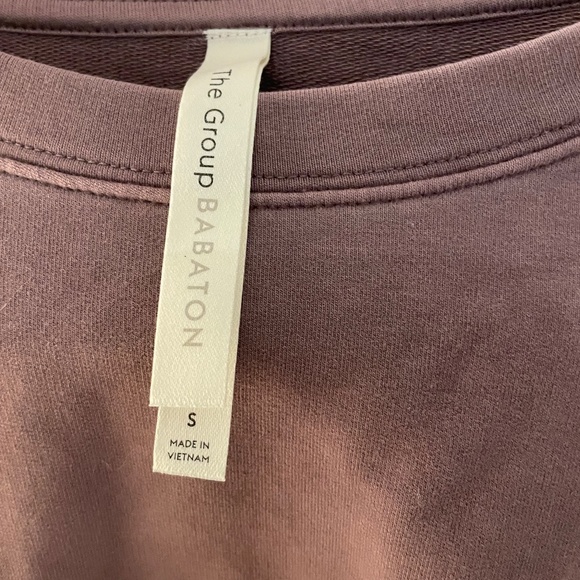 The Group BABATON
S
MADE IN
VIETNAM